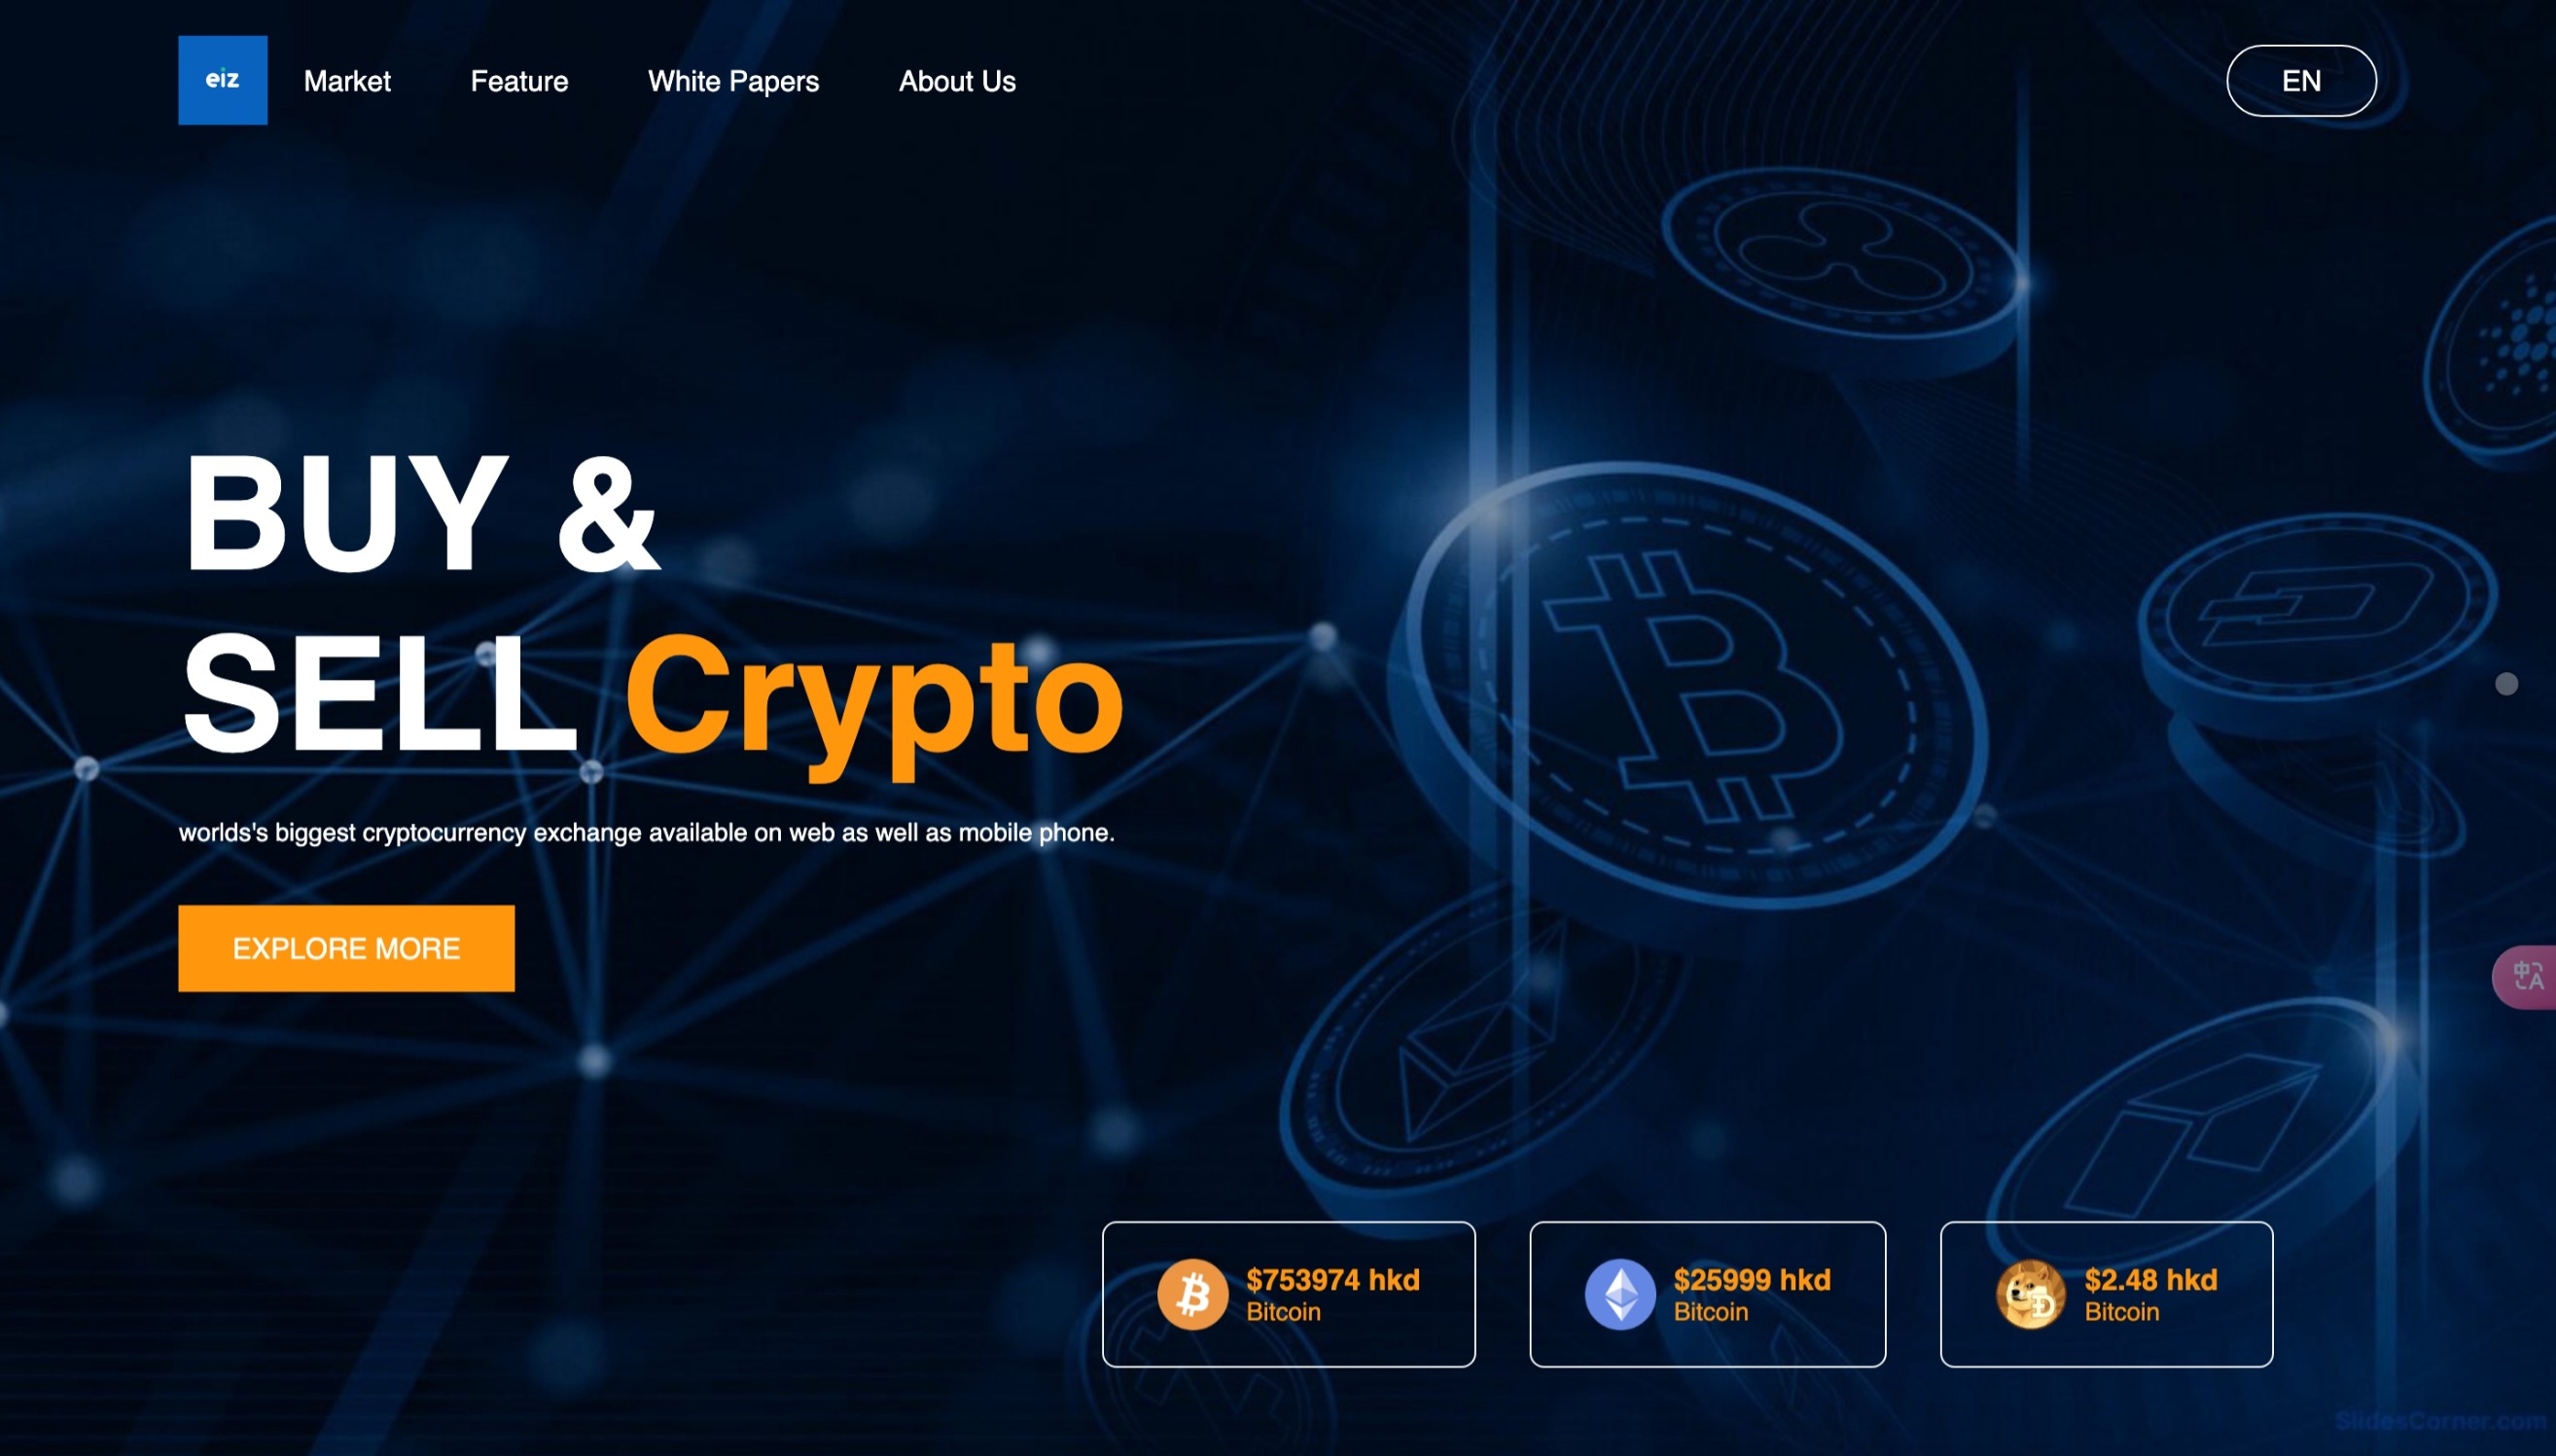 eiz
Market
Feature
White Papers
About Us
EN
BUY &
SELL Crypto
worlds's biggest cryptocurrency exchange available on web as well as mobile phone.
EXPLORE MORE
中
A
$753974 hkd
Bitcoin
$25999 hkd
Bitcoin
$2.48 hkd
Bitcoin
SlidesCorner.com